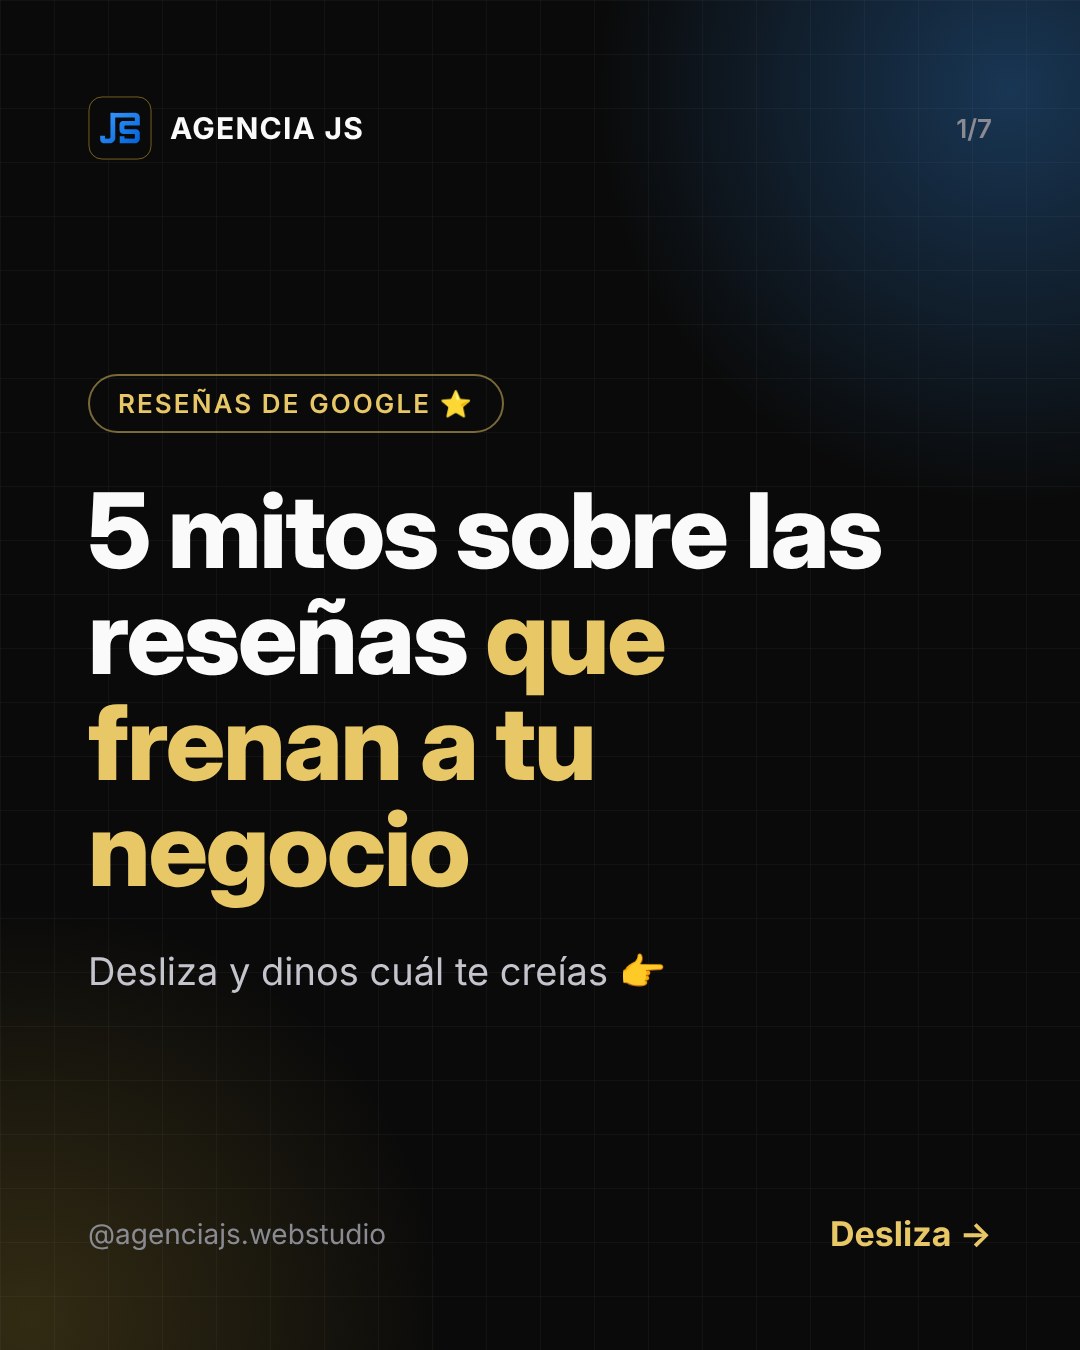 JS AGENCIA JS
1/7
RESEÑAS DE GOOGLE ⭐
5 mitos sobre las
reseñas que
frenan a tu
negocio
Desliza y dinos cuál te creías 👉
@agenciajs.webstudio
Desliza →